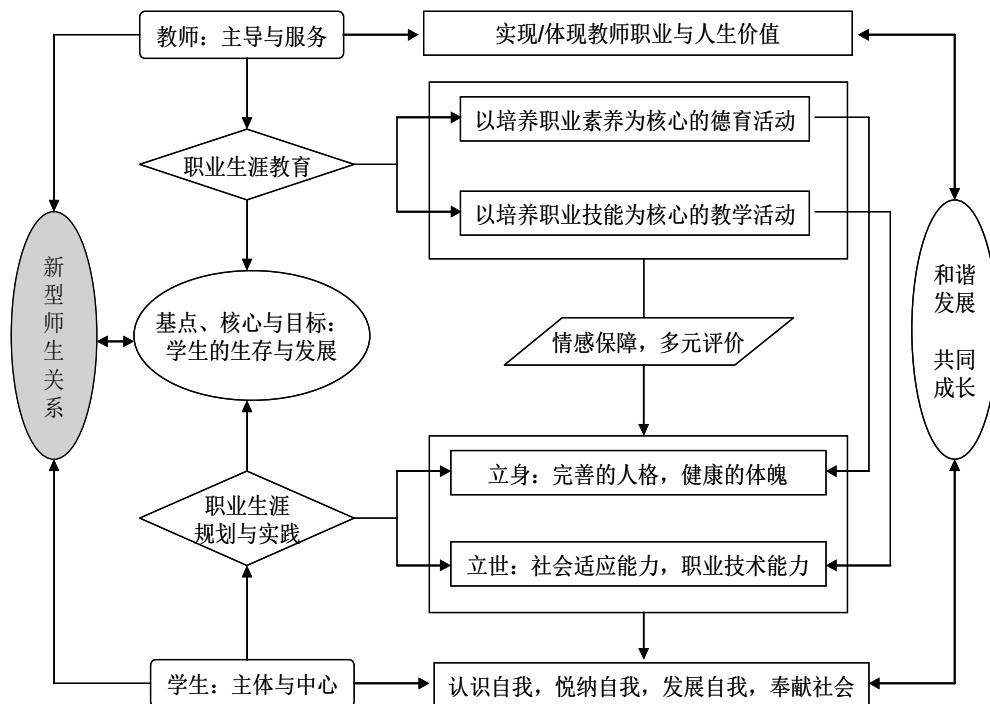 教师：主导与服务
实现/体现教师职业与人生价值
以培养职业素养为核心的德育活动
职业生涯教育
以培养职业技能为核心的教学活动
新
型
师
生
关
系
基点、核心与目标：
学生的生存与发展
情感保障，多元评价
和谐
发展
共同
成长
立身：完善的人格，健康的体魄
职业生涯
规划与实践
立世：社会适应能力，职业技术能力
学生：主体与中心
认识自我，悦纳自我，发展自我，奉献社会